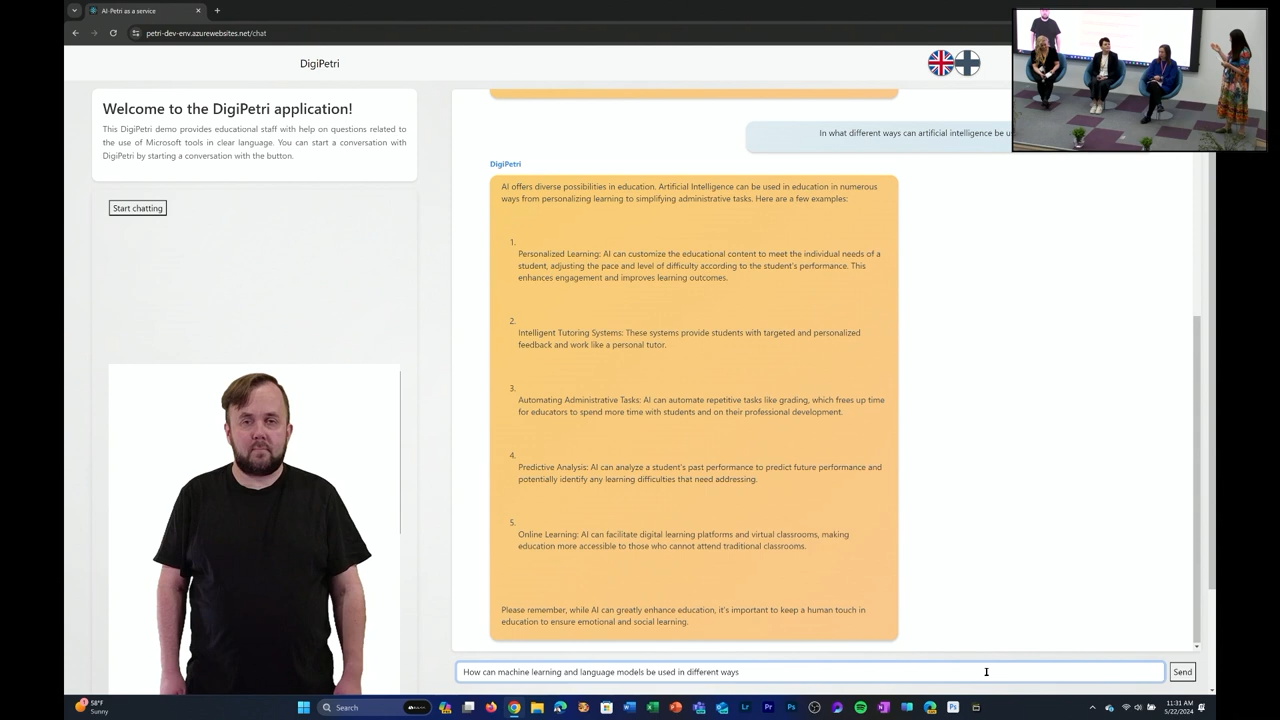 AI-Petri as a service
petri-dev-env.azurewebsites.net/chat
DigiPetri
Welcome to the DigiPetri application!
This DigiPetri demo provides educational staff with help on questions related to
the use of Microsoft tools in clear language. You can start a conversation with
DigiPetri by starting a conversation with the button.
Start chatting
In what different ways can artificial intelligence be
DigiPetri
AI offers diverse possibilities in education. Artificial Intelligence can be used in education in numerous
ways from personalizing learning to simplifying administrative tasks. Here are a few examples:
1.
Personalized Learning: AI can customize the educational content to meet the individual needs of a
student, adjusting the pace and level of difficulty according to the student's performance. This
enhances engagement and improves learning outcomes.
2.
Intelligent Tutoring Systems: These systems provide students with targeted and personalized
feedback and work like a personal tutor.
3.
Automating Administrative Tasks: AI can automate repetitive tasks like grading, which frees up time
for educators to spend more time with students and on their professional development.
4.
Predictive Analysis: AI can analyze a student's past performance to predict future performance and
potentially identify any learning difficulties that need addressing.
5.
Online Learning: AI can facilitate digital learning platforms and virtual classrooms, making
education more accessible to those who cannot attend traditional classrooms.
Please remember, while AI can greatly enhance education, it's important to keep a human touch in
education to ensure emotional and social learning.
How can machine learning and language models be used in different ways
Send
58°F
Sunny
Search
11:31 AM
5/22/2024